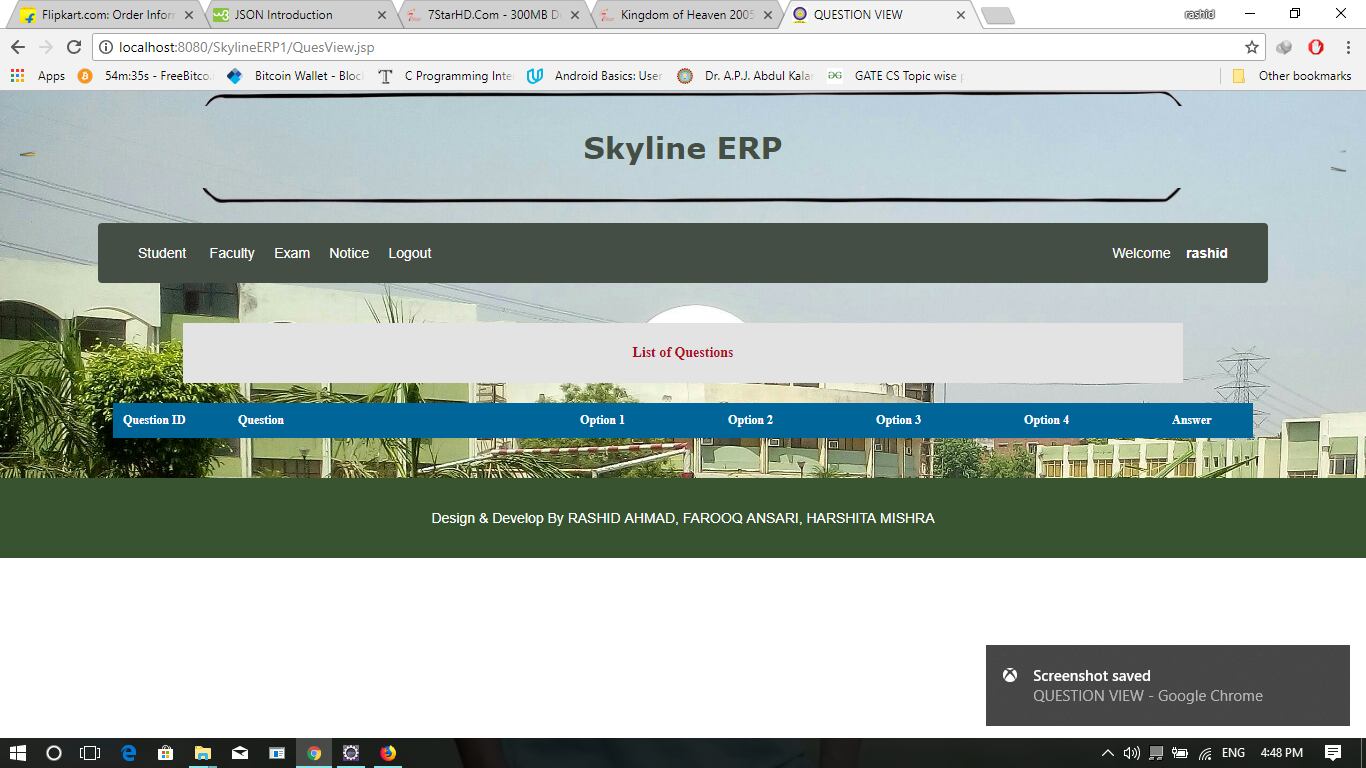 Flipkart.com: Order Inform
JSON Introduction
7StarHD.Com - 300MB D
Kingdom of Heaven 2005
QUESTION VIEW
rashid
localhost:8080/SkylineERP1/QuesView.jsp
Apps
54m:35s - FreeBitco.
Bitcoin Wallet - Bloc
C Programming Inte
Android Basics: User
Dr. A.P.J. Abdul Kala
GATE CS Topic wise
Other bookmarks
Skyline ERP
Student Faculty Exam Notice Logout Welcome rashid
List of Questions
Question ID Question Option 1 Option 2 Option 3 Option 4 Answer
Design & Develop By RASHID AHMAD, FAROOQ ANSARI, HARSHITA MISHRA
Screenshot saved
QUESTION VIEW - Google Chrome
ENG 4:48 PM